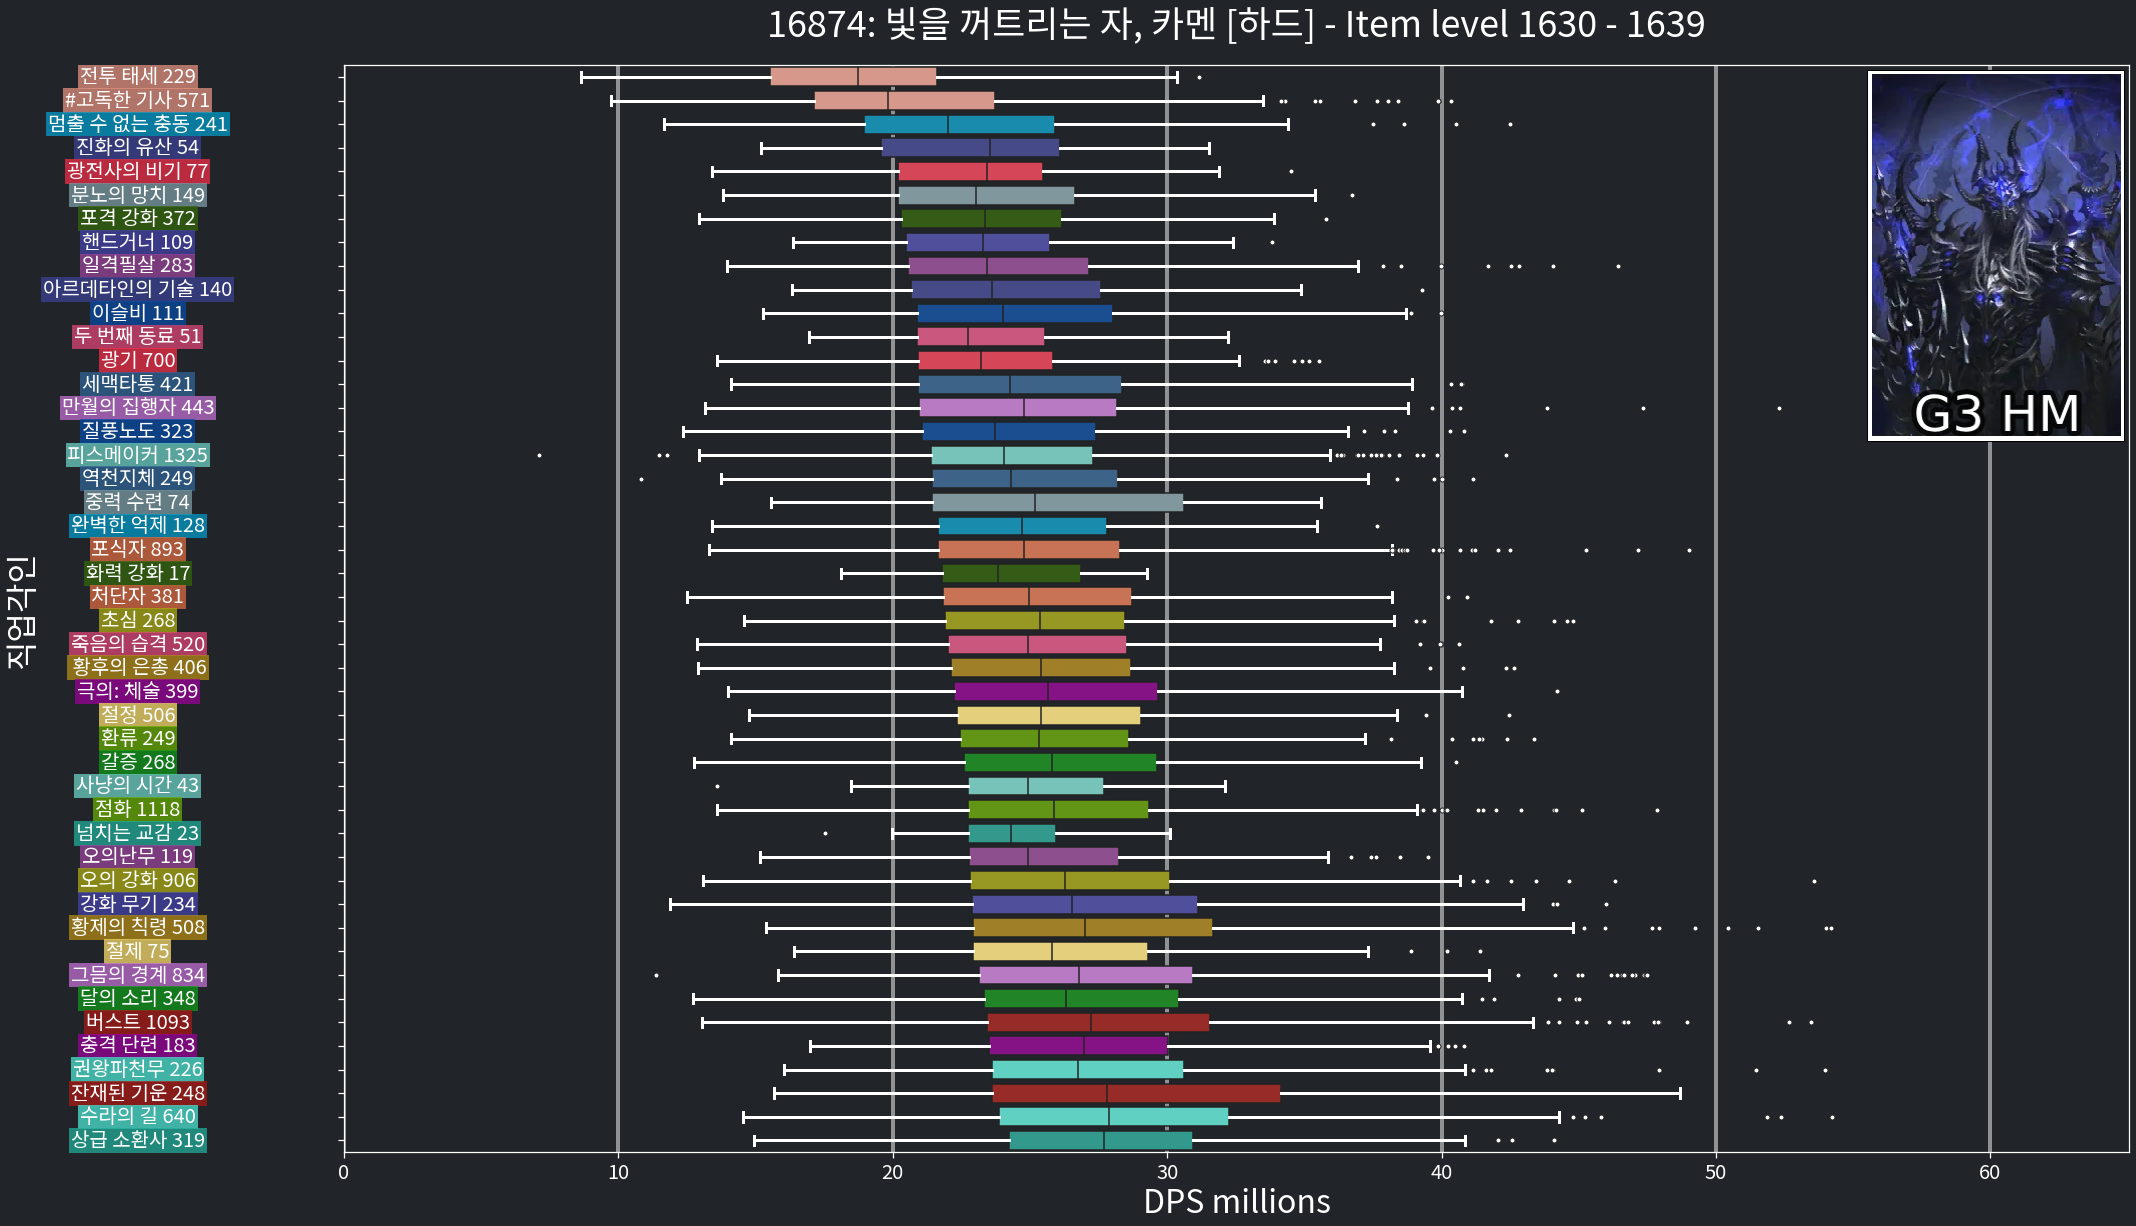 16874: 빛을 꺼트리는 자, 카멘 [하드] - Item level 1630 - 1639
전투 태세 229
#고독한 기사 571
멈출 수 없는 충동 241
진화의 유산 54
광전사의 비기 77
분노의 망치 149
포격 강화 372
핸드거너 109
일격필살 283
아르데타인의 기술 140
이슬비 111
두 번째 동료 51
광기 700
세맥타통 421
만월의 집행자 443
질풍노도 323
피스메이커 1325
역천지체 249
중력 수련 74
완벽한 억제 128
포식자 893
화력 강화 17
처단자 381
초심 268
죽음의 습격 520
황후의 은총 406
극의: 체술 399
절정 506
환류 249
갈증 268
사냥의 시간 43
점화 1118
넘치는 교감 23
오의난무 119
오의 강화 906
강화 무기 234
황제의 칙령 508
절제 75
그믐의 경계 834
달의 소리 348
버스트 1093
충격 단련 183
권왕파천무 226
잔재된 기운 248
수라의 길 640
상급 소환사 319
직업각인
G3 HM
0 10 20 30 40 50 60
DPS millions